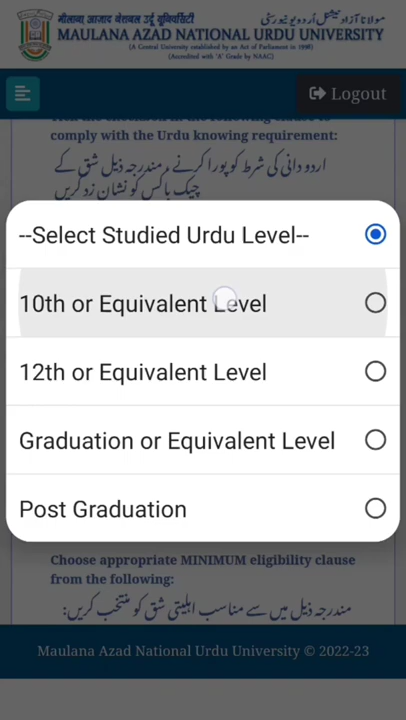 مولانا آزاد نیشنل اُردو یونیورسٹی
मौलाना आज़ाद नेशनल उर्दू यूनिवर्सिटी
MAULANA AZAD NATIONAL URDU UNIVERSITY
(A Central University established by an Act of Parliament in 1998)
(Accredited with 'A' Grade by NAAC)
Logout
comply with the Urdu knowing requirement:
اردو دانی کی شرط کو پورا کرنے ، مندرجہ ذیل شق کے
چیک باکس کو نشان زد کریں
--Select Studied Urdu Level--
10th or Equivalent Level
12th or Equivalent Level
Graduation or Equivalent Level
Post Graduation
Choose appropriate MINIMUM eligibility clause
from the following:
مندرجہ ذیل میں سے مناسب اہلیتی شق کو منتخب کریں:
Maulana Azad National Urdu University © 2022-23